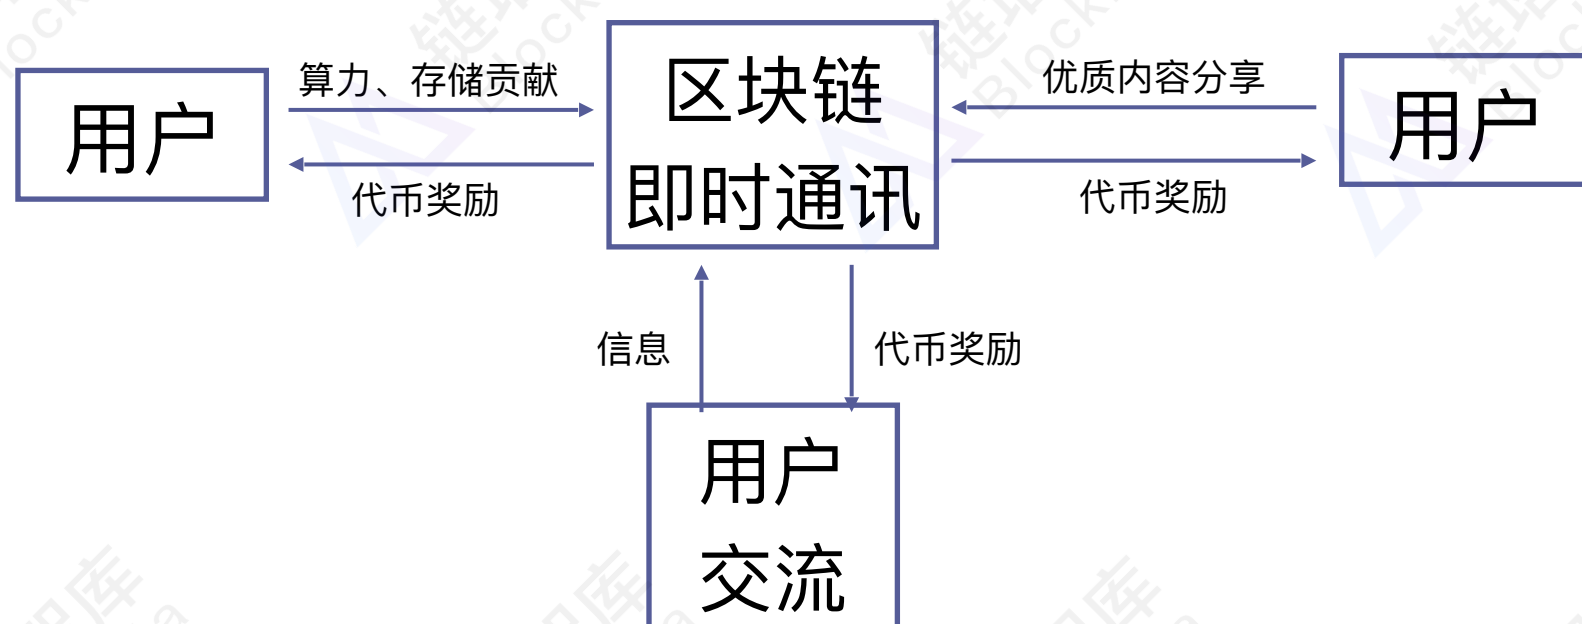 算力、存储贡献
用户
代币奖励
区块链
即时通讯
优质内容分享
用户
代币奖励
信息
代币奖励
用户
交流